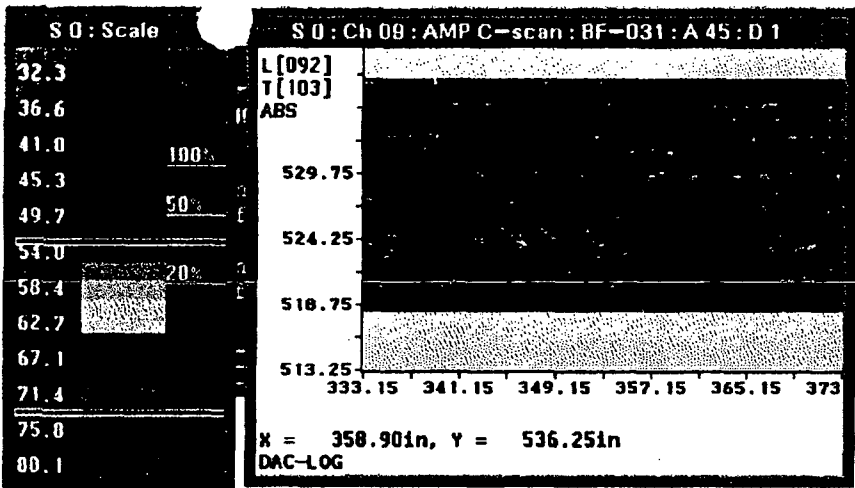 S 0 : Scale
32.3
36.6
41.0
45.3
49.7
54.0
58.4
62.7
67.1
71.4
75.8
80.1
100%
50%
20%
S 0 : Ch 09 : AMP C-scan : BF-031 : A 45 : D 1
L[092]
T[103]
ABS
529.75
524.25
518.75
513.25
333.15 341.15 349.15 357.15 365.15 373
X = 358.90in, Y = 536.25in
DAC-LOG